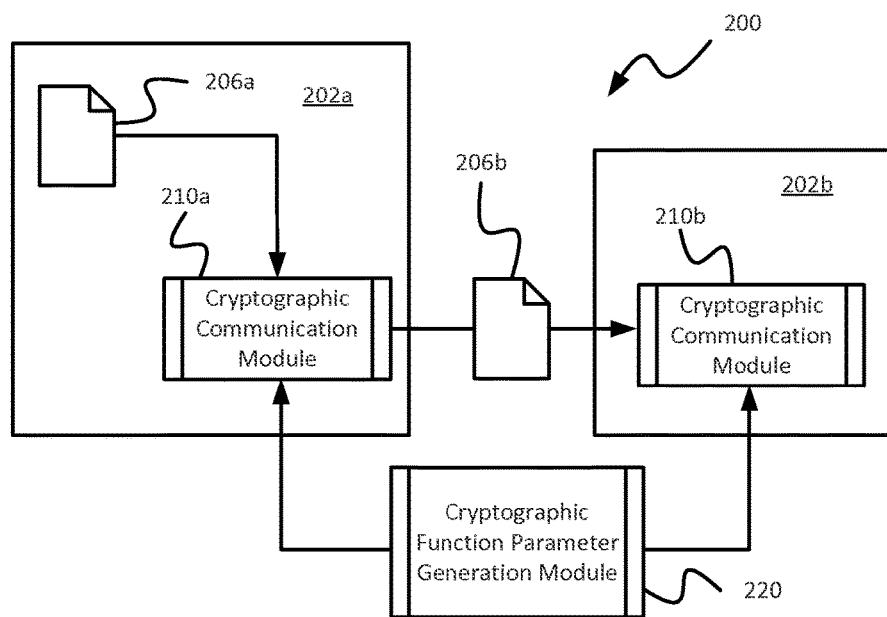 200
206a
202a
206b
202b
210a
210b
Cryptographic
Communication
Module
Cryptographic
Communication
Module
Cryptographic
Function Parameter
Generation Module
220